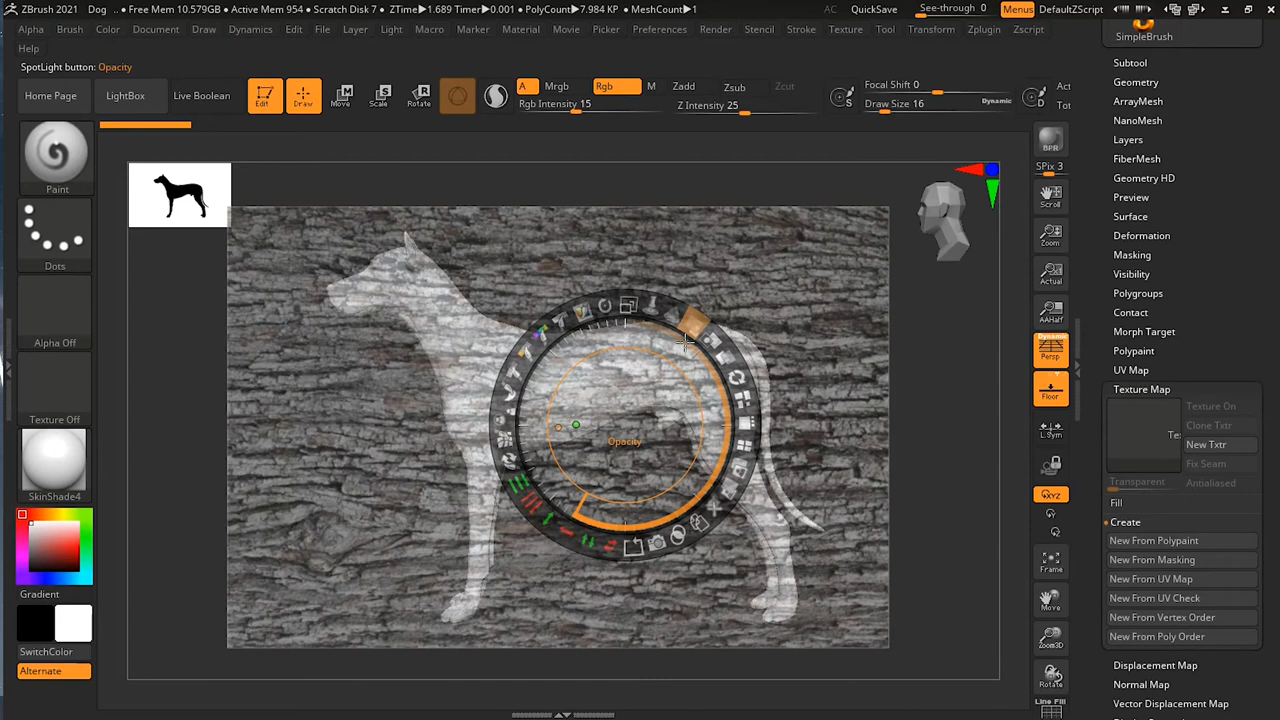 ZBrush 2021 Dog .. • Free Mem 10.579GB • Active Mem 954 • Scratch Disk 7 • ZTime▶1.689 Timer▶0.001 • PolyCount▶7.984 KP • MeshCount▶1 AC QuickSave See-through 0 Menus DefaultZScript
Alpha Brush Color Document Draw Dynamics Edit File Layer Light Macro Marker Material Movie Picker Preferences Render Stencil Stroke Texture Tool Transform Zplugin Zscript
Help
SpotLight button: Opacity
Home Page LightBox Live Boolean
Edit Draw Move Scale Rotate
A Mrgb Rgb M Zadd Zsub Zcut
Rgb Intensity 15 Z Intensity 25
Focal Shift 0
Draw Size 16 Dynamic
S D
Act
Tot
Paint
Dots
Alpha Off
Texture Off
SkinShade4
Gradient
SwitchColor
Alternate
Opacity
BPR
SPix 3
Scroll
Zoom
Actual
AAHalf
Dynamic
Persp
Floor
L.Sym
XYZ
Y
Z
Frame
Move
Zoom3D
Rotate
Line Fill
SimpleBrush
Subtool
Geometry
ArrayMesh
NanoMesh
Layers
FiberMesh
Geometry HD
Preview
Surface
Deformation
Masking
Visibility
Polygroups
Contact
Morph Target
Polypaint
UV Map
Texture Map
Texture On
Clone Txtr
Te:
New Txtr
Fix Seam
Transparent Antialiased
Fill
Create
New From Polypaint
New From Masking
New From UV Map
New From UV Check
New From Vertex Order
New From Poly Order
Displacement Map
Normal Map
Vector Displacement Map